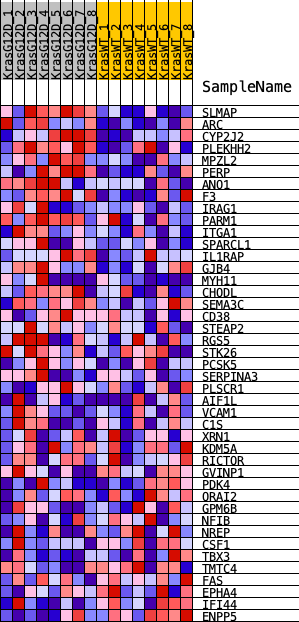 KrasG12D_1
KrasG12D_2
KrasG12D_3
KrasG12D_4
KrasG12D_5
KrasG12D_6
KrasG12D_7
KrasG12D_8
KrasWT_1
KrasWT_2
KrasWT_3
KrasWT_4
KrasWT_5
KrasWT_6
KrasWT_7
KrasWT_8
SampleName
SLMAP
ARC
CYP2J2
PLEKHH2
MPZL2
PERP
ANO1
F3
IRAG1
PARM1
ITGA1
SPARCL1
IL1RAP
GJB4
MYH11
CHODL
SEMA3C
CD38
STEAP2
RGS5
STK26
PCSK5
SERPINA3
PLSCR1
AIF1L
VCAM1
C1S
XRN1
KDM5A
RICTOR
GVINP1
PDK4
ORAI2
GPM6B
NFIB
NREP
CSF1
TBX3
TMTC4
FAS
EPHA4
IFI44
ENPP5